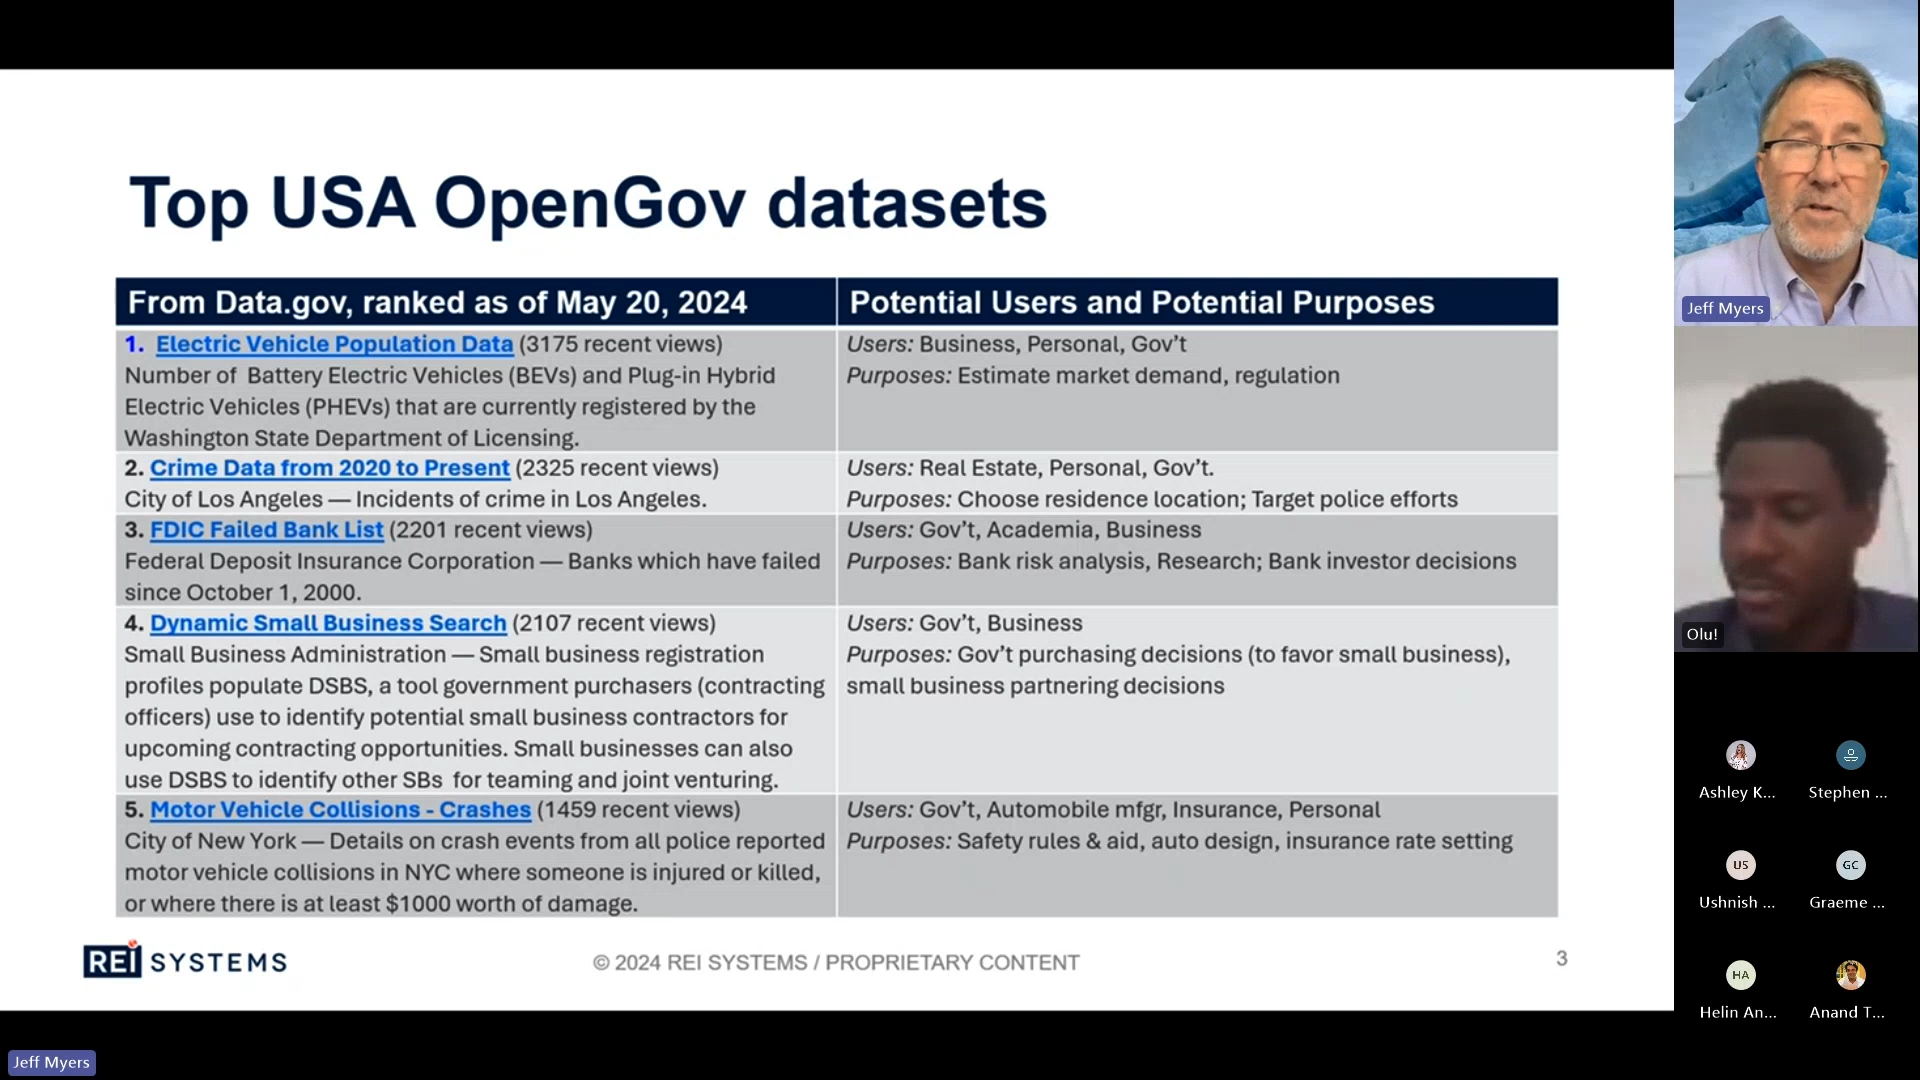 Top USA OpenGov datasets
From Data.gov, ranked as of May 20, 2024
Potential Users and Potential Purposes
1. Electric Vehicle Population Data (3175 recent views)
Number of Battery Electric Vehicles (BEVs) and Plug-in Hybrid
Electric Vehicles (PHEVs) that are currently registered by the
Washington State Department of Licensing.
Users: Business, Personal, Gov't
Purposes: Estimate market demand, regulation
2. Crime Data from 2020 to Present (2325 recent views)
City of Los Angeles — Incidents of crime in Los Angeles.
Users: Real Estate, Personal, Gov't.
Purposes: Choose residence location; Target police efforts
3. FDIC Failed Bank List (2201 recent views)
Federal Deposit Insurance Corporation — Banks which have failed
since October 1, 2000.
Users: Gov't, Academia, Business
Purposes: Bank risk analysis, Research; Bank investor decisions
4. Dynamic Small Business Search (2107 recent views)
Small Business Administration — Small business registration
profiles populate DSBS, a tool government purchasers (contracting
officers) use to identify potential small business contractors for
upcoming contracting opportunities. Small businesses can also
use DSBS to identify other SBs for teaming and joint venturing.
Users: Gov't, Business
Purposes: Gov't purchasing decisions (to favor small business),
small business partnering decisions
5. Motor Vehicle Collisions - Crashes (1459 recent views)
City of New York — Details on crash events from all police reported
motor vehicle collisions in NYC where someone is injured or killed,
or where there is at least $1000 worth of damage.
Users: Gov't, Automobile mfgr, Insurance, Personal
Purposes: Safety rules & aid, auto design, insurance rate setting
REI SYSTEMS
© 2024 REI SYSTEMS / PROPRIETARY CONTENT
3
Jeff Myers
Jeff Myers
Olu!
Ashley K...
Stephen ...
US
GC
Ushnish ...
Graeme ...
HA
Helin An...
Anand T...